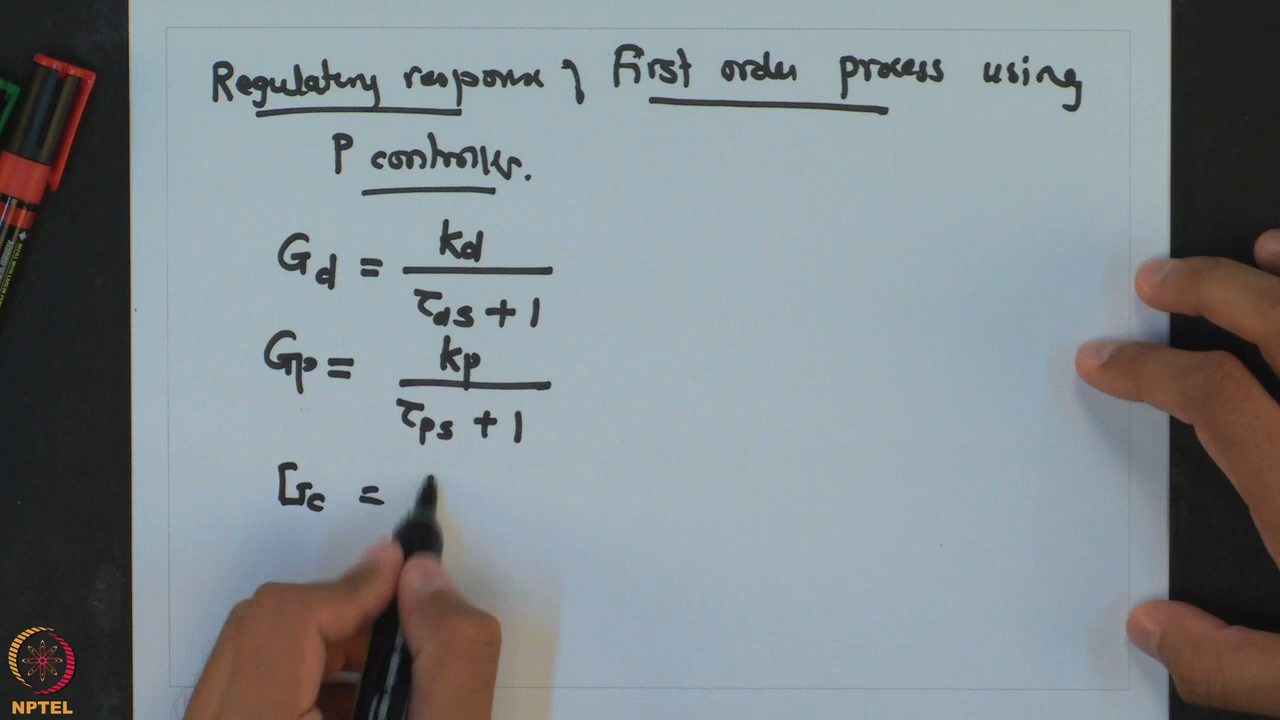 Regulatory response of First order process using
P controller.
Gd = kd / τds + 1
Gp = kp / τps + 1
Gc =
NPTEL